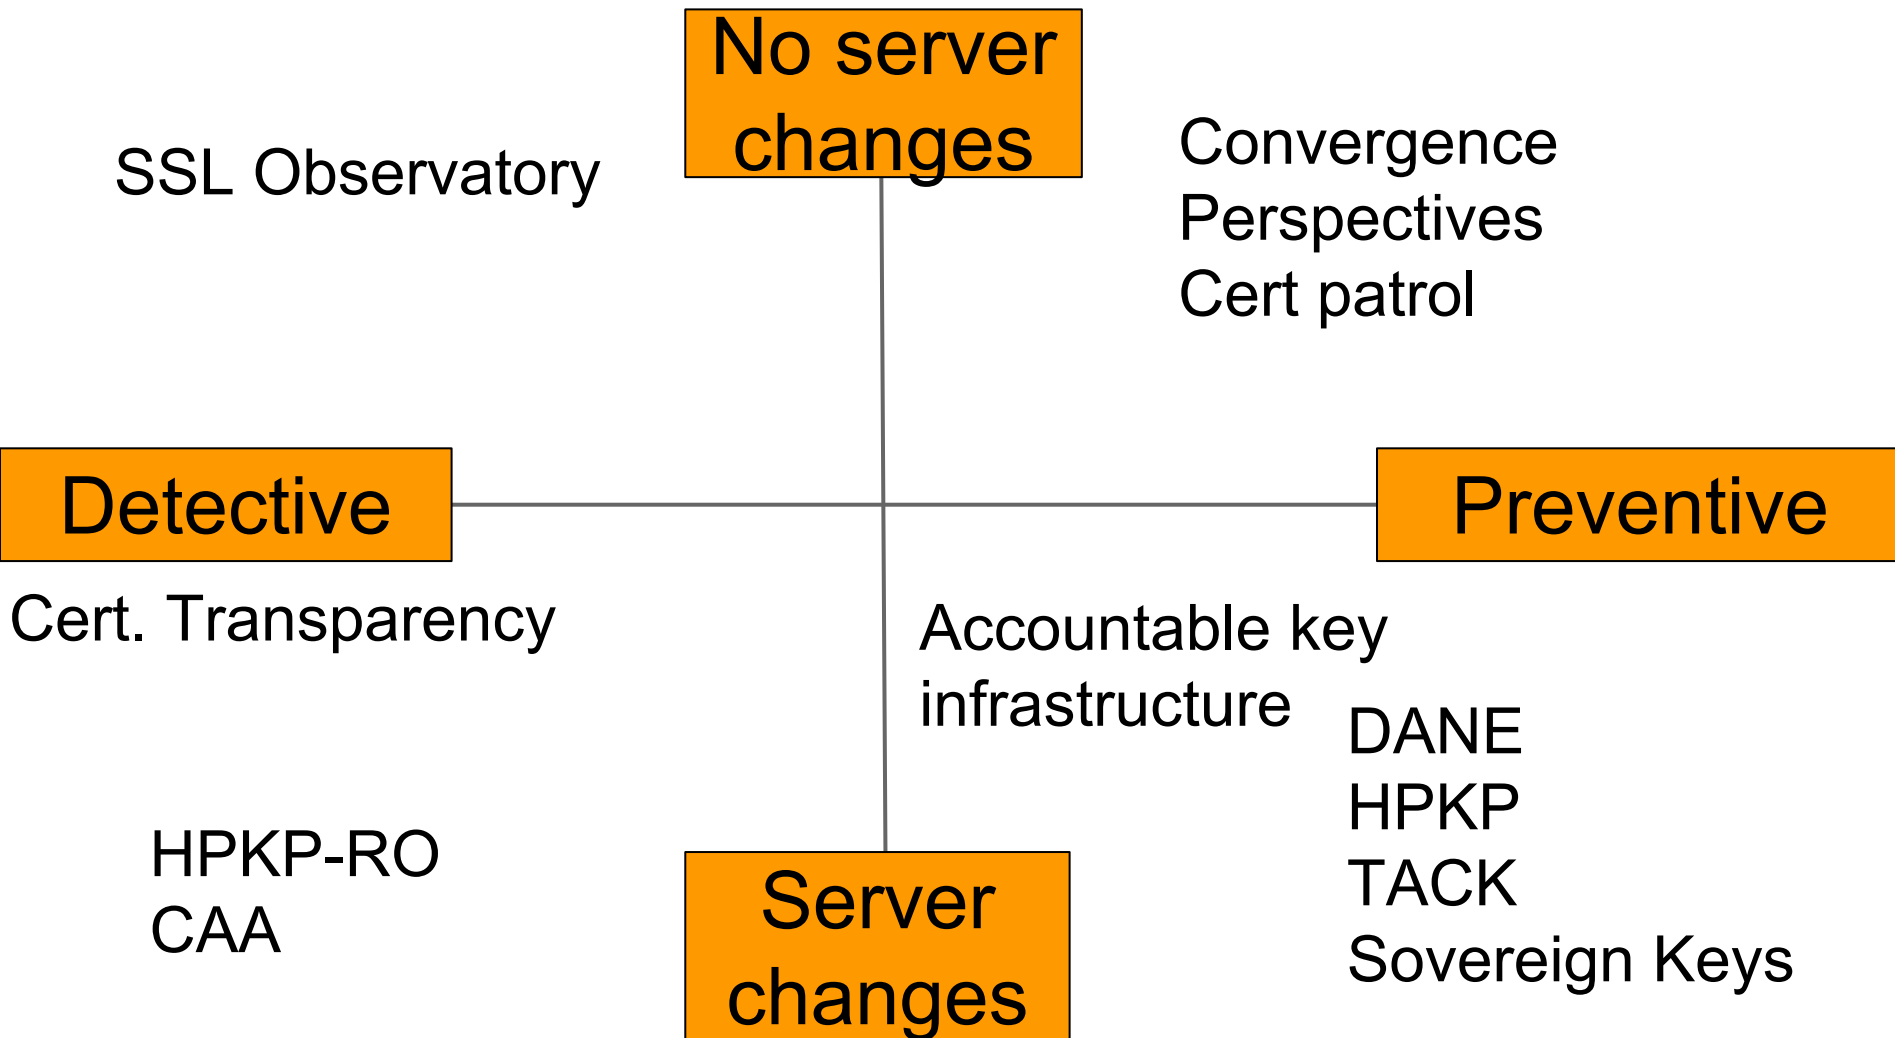 No server
changes
SSL Observatory
Convergence
Perspectives
Cert patrol
Detective
Preventive
Cert. Transparency
Accountable key
infrastructure
DANE
HPKP
TACK
Sovereign Keys
HPKP-RO
CAA
Server
changes